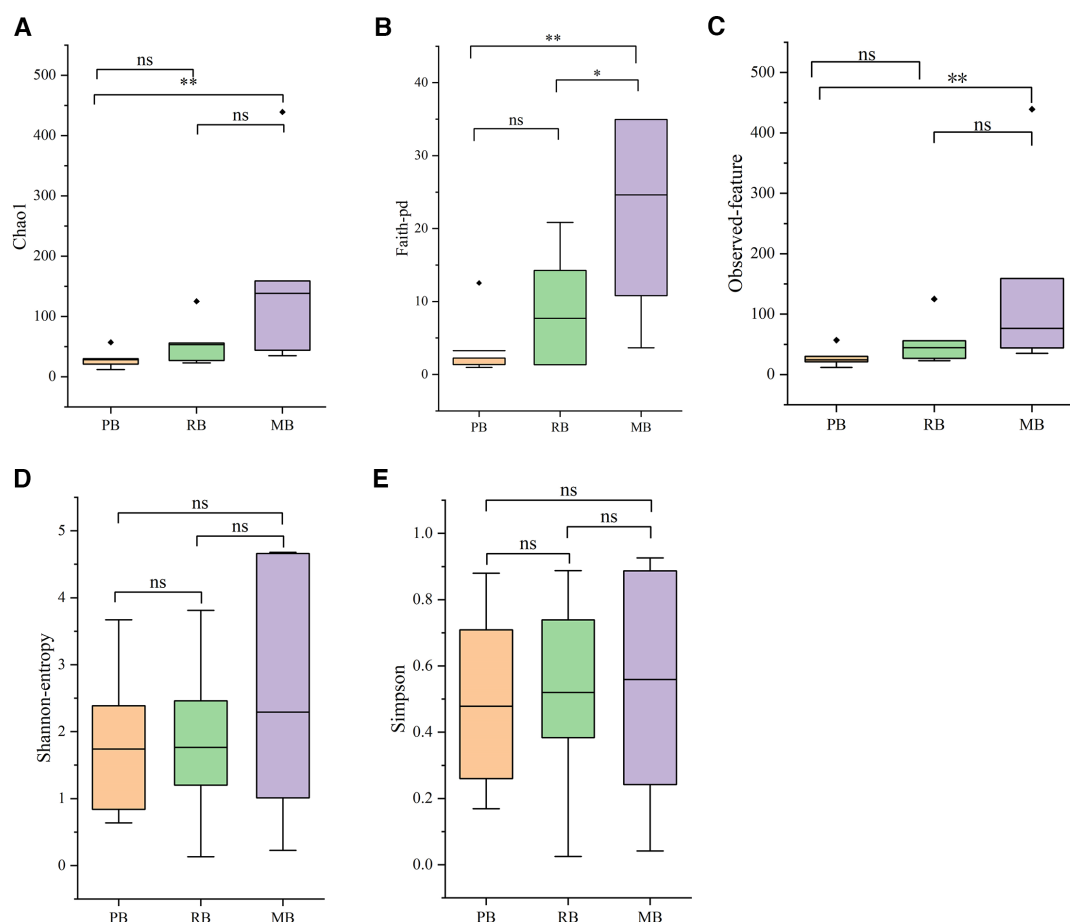 A
Chao1
500
400
300
200
100
0
ns
**
ns
PB RB MB
B
Faith-pd
40
30
20
10
0
**
*
ns
PB RB MB
C
Observed-feature
500
400
300
200
100
0
ns
**
ns
PB RB MB
D
Shannon-entropy
5
4
3
2
1
0
ns
ns
ns
PB RB MB
E
Simpson
1.0
0.8
0.6
0.4
0.2
0.0
ns
ns
ns
PB RB MB